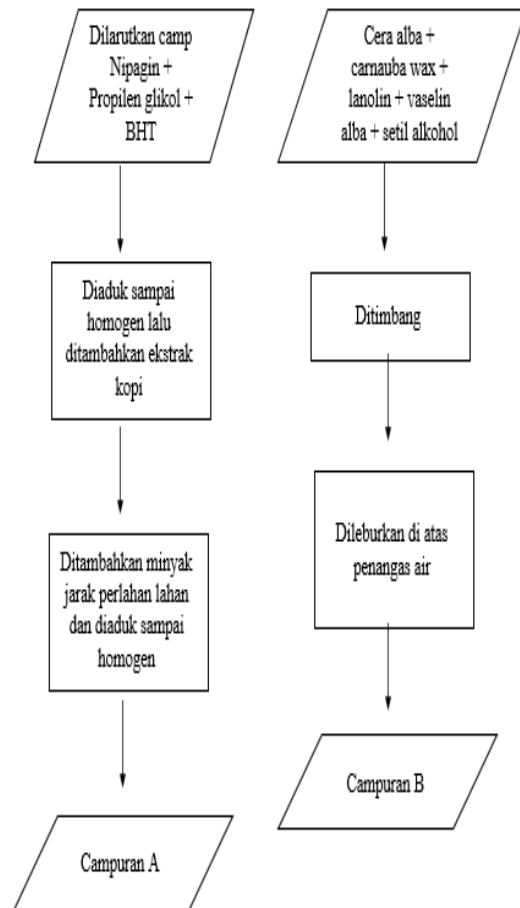 Dilarutkan camp
Nipagin +
Propilen glikol +
BHT
Diaduk sampai
homogen lalu
ditambahkan ekstrak
kopi
Ditambahkan minyak
jarak perlahan lahan
dan diaduk sampai
homogen
Campuran A
Cera alba +
carnauba wax +
lanolin + vaselin
alba + setil alkohol
Ditimbang
Dileburkan di atas
penangas air
Campuran B